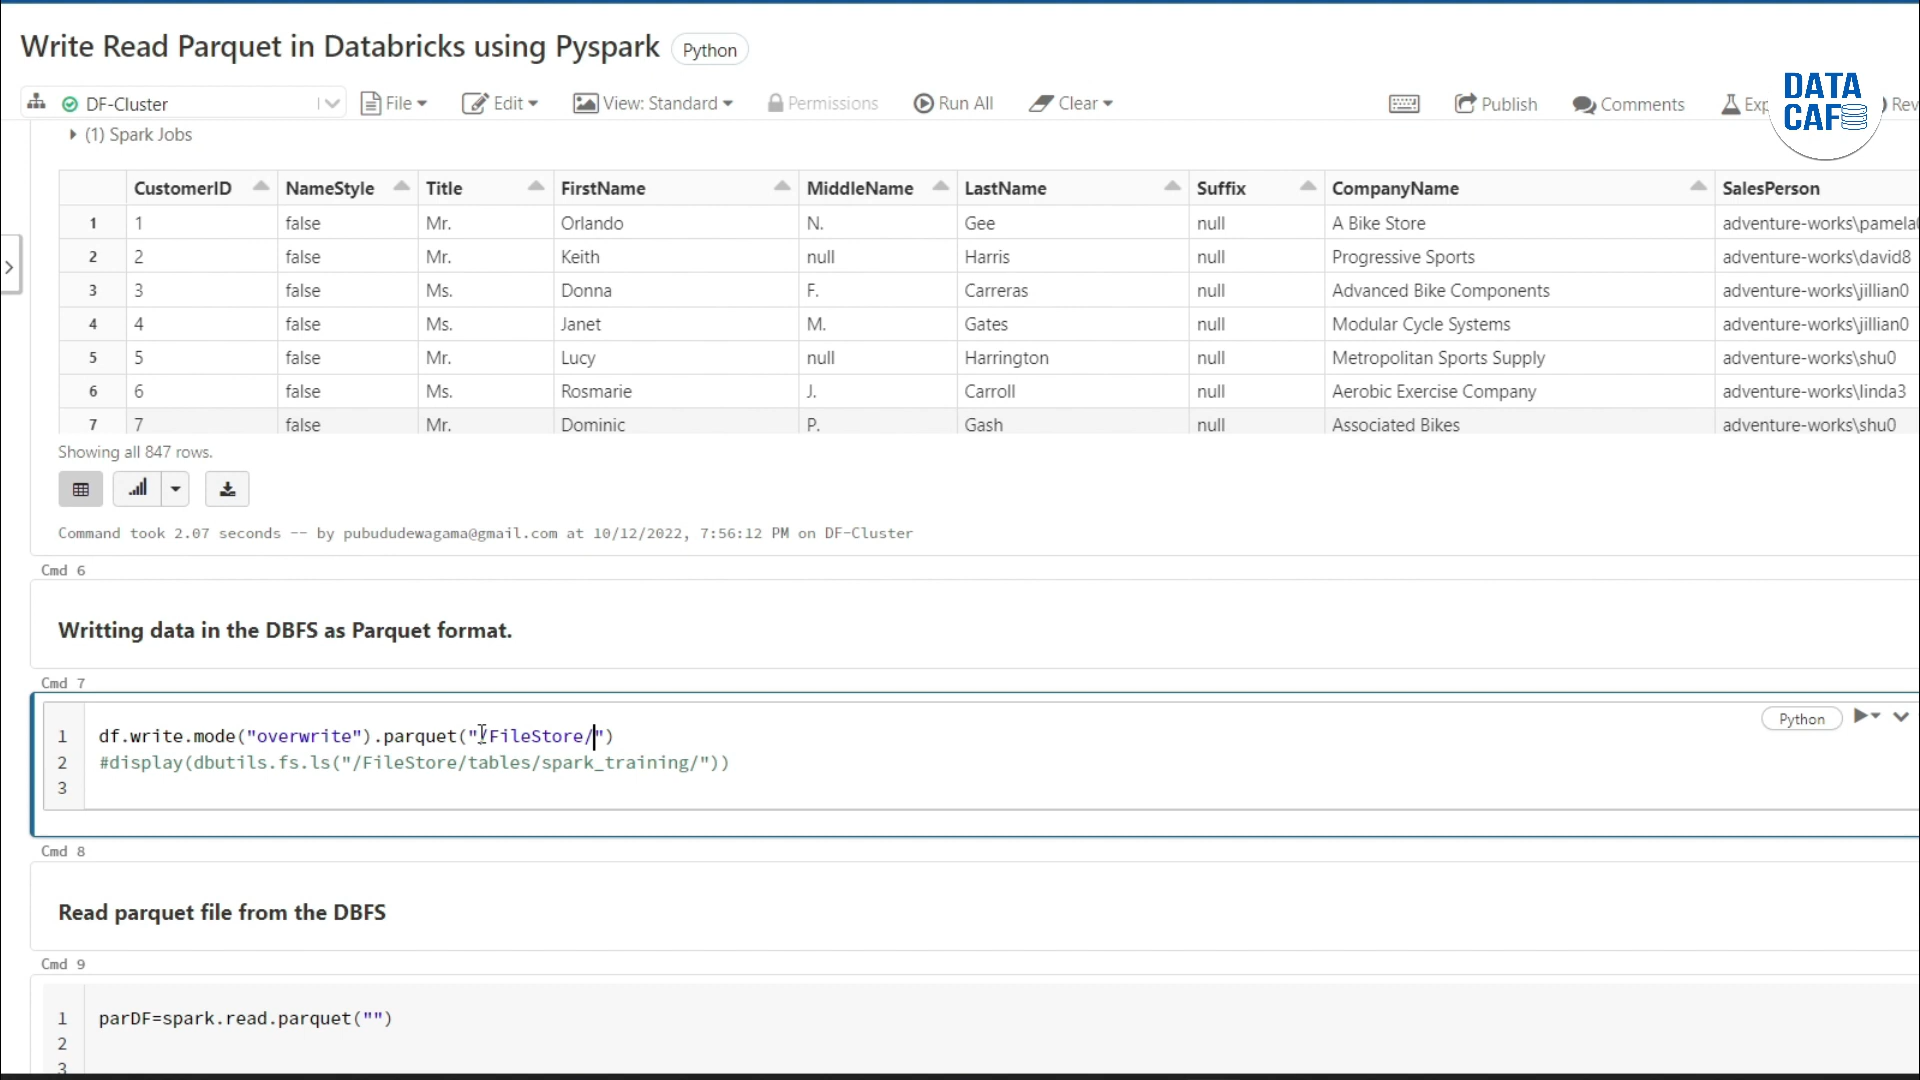 Write Read Parquet in Databricks using Pyspark Python
DF-Cluster File Edit View: Standard Permissions Run All Clear Publish Comments Exp Rev
DATA CAFE
(1) Spark Jobs
CustomerID NameStyle Title FirstName MiddleName LastName Suffix CompanyName SalesPerson
1 1 false Mr. Orlando N. Gee null A Bike Store adventure-works\pamela
2 2 false Mr. Keith null Harris null Progressive Sports adventure-works\david8
3 3 false Ms. Donna F. Carreras null Advanced Bike Components adventure-works\jillian0
4 4 false Ms. Janet M. Gates null Modular Cycle Systems adventure-works\jillian0
5 5 false Mr. Lucy null Harrington null Metropolitan Sports Supply adventure-works\shu0
6 6 false Ms. Rosmarie J. Carroll null Aerobic Exercise Company adventure-works\linda3
7 7 false Mr. Dominic P. Gash null Associated Bikes adventure-works\shu0
Showing all 847 rows.
Command took 2.07 seconds -- by pubududewagama@gmail.com at 10/12/2022, 7:56:12 PM on DF-Cluster
Cmd 6
Writting data in the DBFS as Parquet format.
Cmd 7
Python
1 df.write.mode("overwrite").parquet("/FileStore/")
2 #display(dbutils.fs.ls("/FileStore/tables/spark_training/"))
3
Cmd 8
Read parquet file from the DBFS
Cmd 9
1 parDF=spark.read.parquet("")
2
3